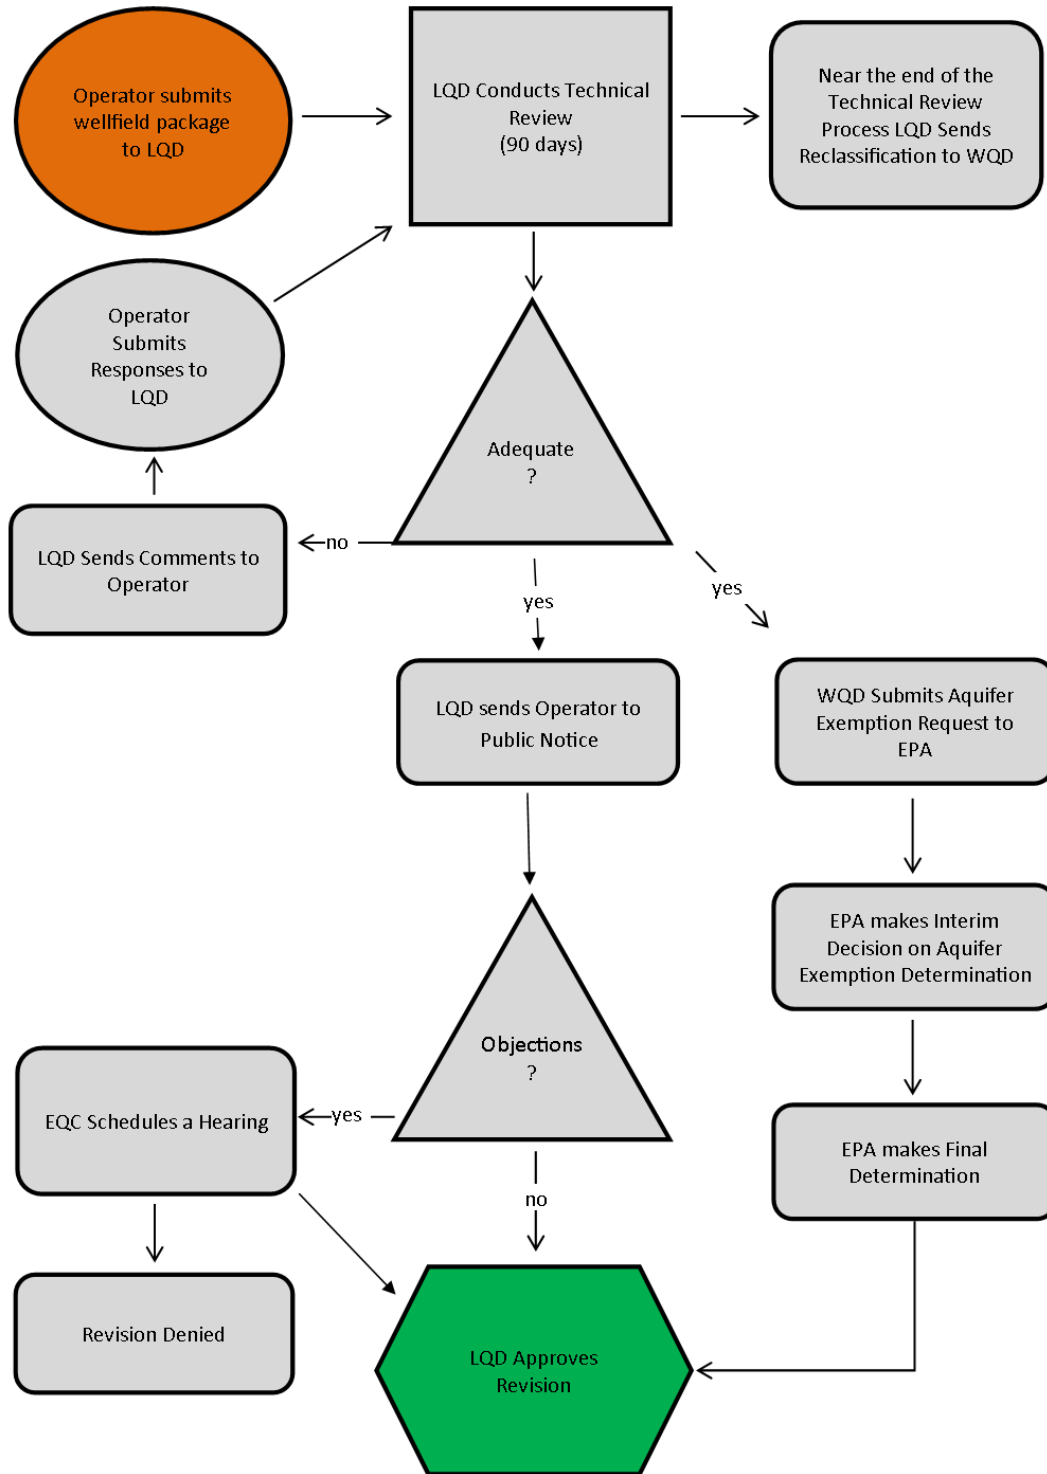 Operator submits
wellfield package
to LQD
LQD Conducts Technical
Review
(90 days)
Near the end of the
Technical Review
Process LQD Sends
Reclassification to WQD
Operator
Submits
Responses to
LQD
Adequate
?
LQD Sends Comments to
Operator
no
yes
yes
LQD sends Operator to
Public Notice
WQD Submits Aquifer
Exemption Request to
EPA
EPA makes Interim
Decision on Aquifer
Exemption Determination
Objections
?
EQC Schedules a Hearing
yes
no
EPA makes Final
Determination
Revision Denied
LQD Approves
Revision